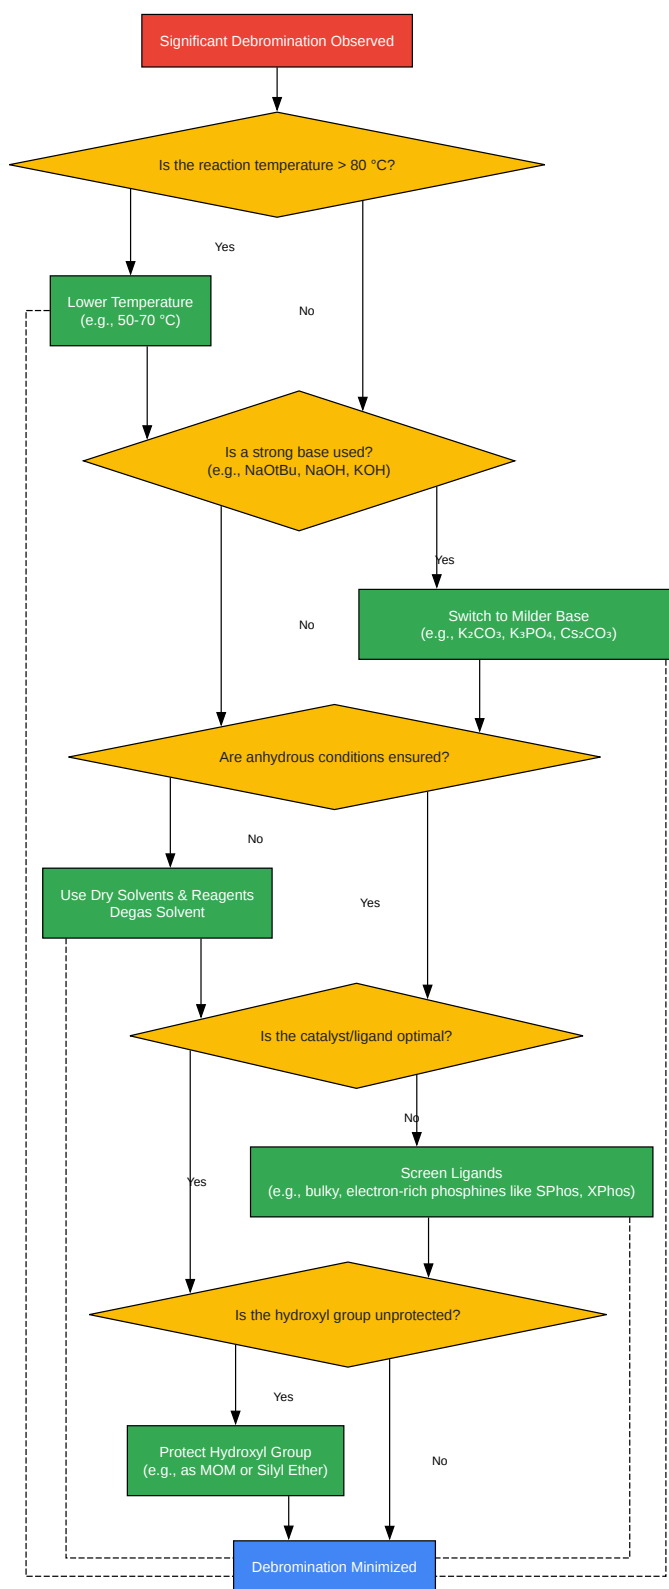 Significant Debromination Observed
Is the reaction temperature > 80 °C?
Yes
Lower Temperature
(e.g., 50-70 °C)
No
Is a strong base used?
(e.g., NaOtBu, NaOH, KOH)
Yes
Switch to Milder Base
(e.g., K₂CO₃, K₃PO₄, Cs₂CO₃)
No
Are anhydrous conditions ensured?
No
Use Dry Solvents & Reagents
Degas Solvent
Yes
Is the catalyst/ligand optimal?
No
Screen Ligands
(e.g., bulky, electron-rich phosphines like SPhos, XPhos)
Yes
Is the hydroxyl group unprotected?
Yes
Protect Hydroxyl Group
(e.g., as MOM or Silyl Ether)
No
Debromination Minimized